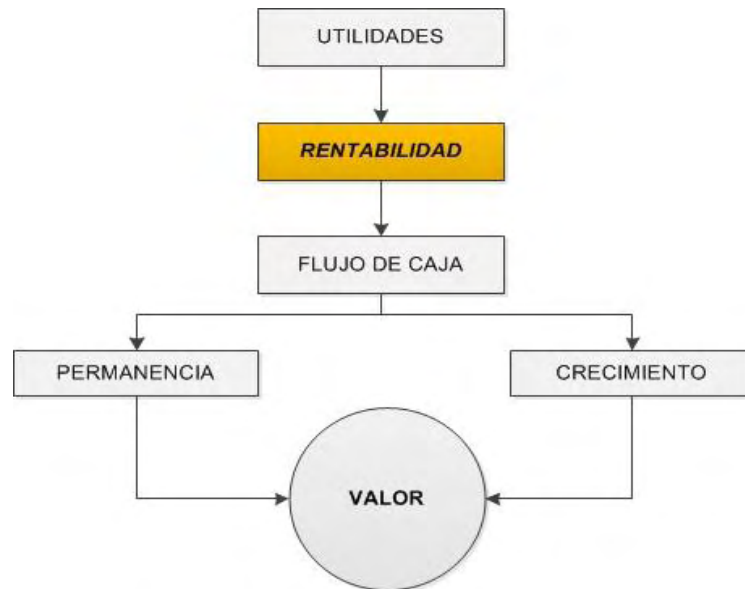 UTILIDADES
RENTABILIDAD
FLUJO DE CAJA
PERMANENCIA
CRECIMIENTO
VALOR